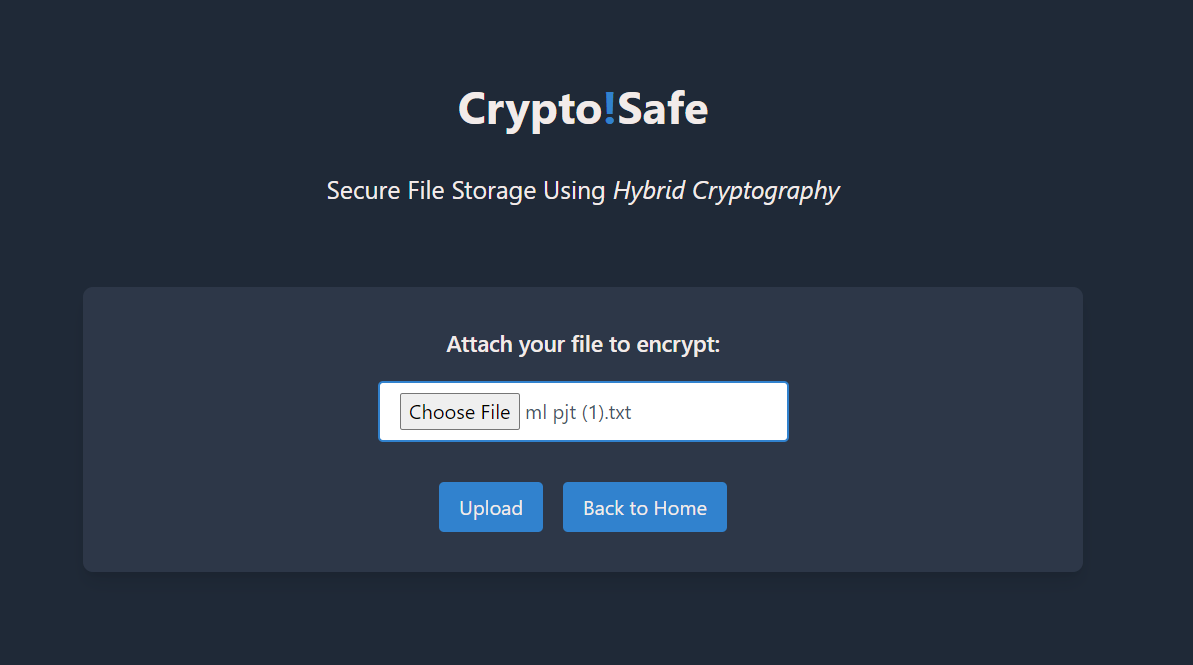 Crypto!Safe
Secure File Storage Using Hybrid Cryptography
Attach your file to encrypt:
Choose File ml pjt (1).txt
Upload Back to Home